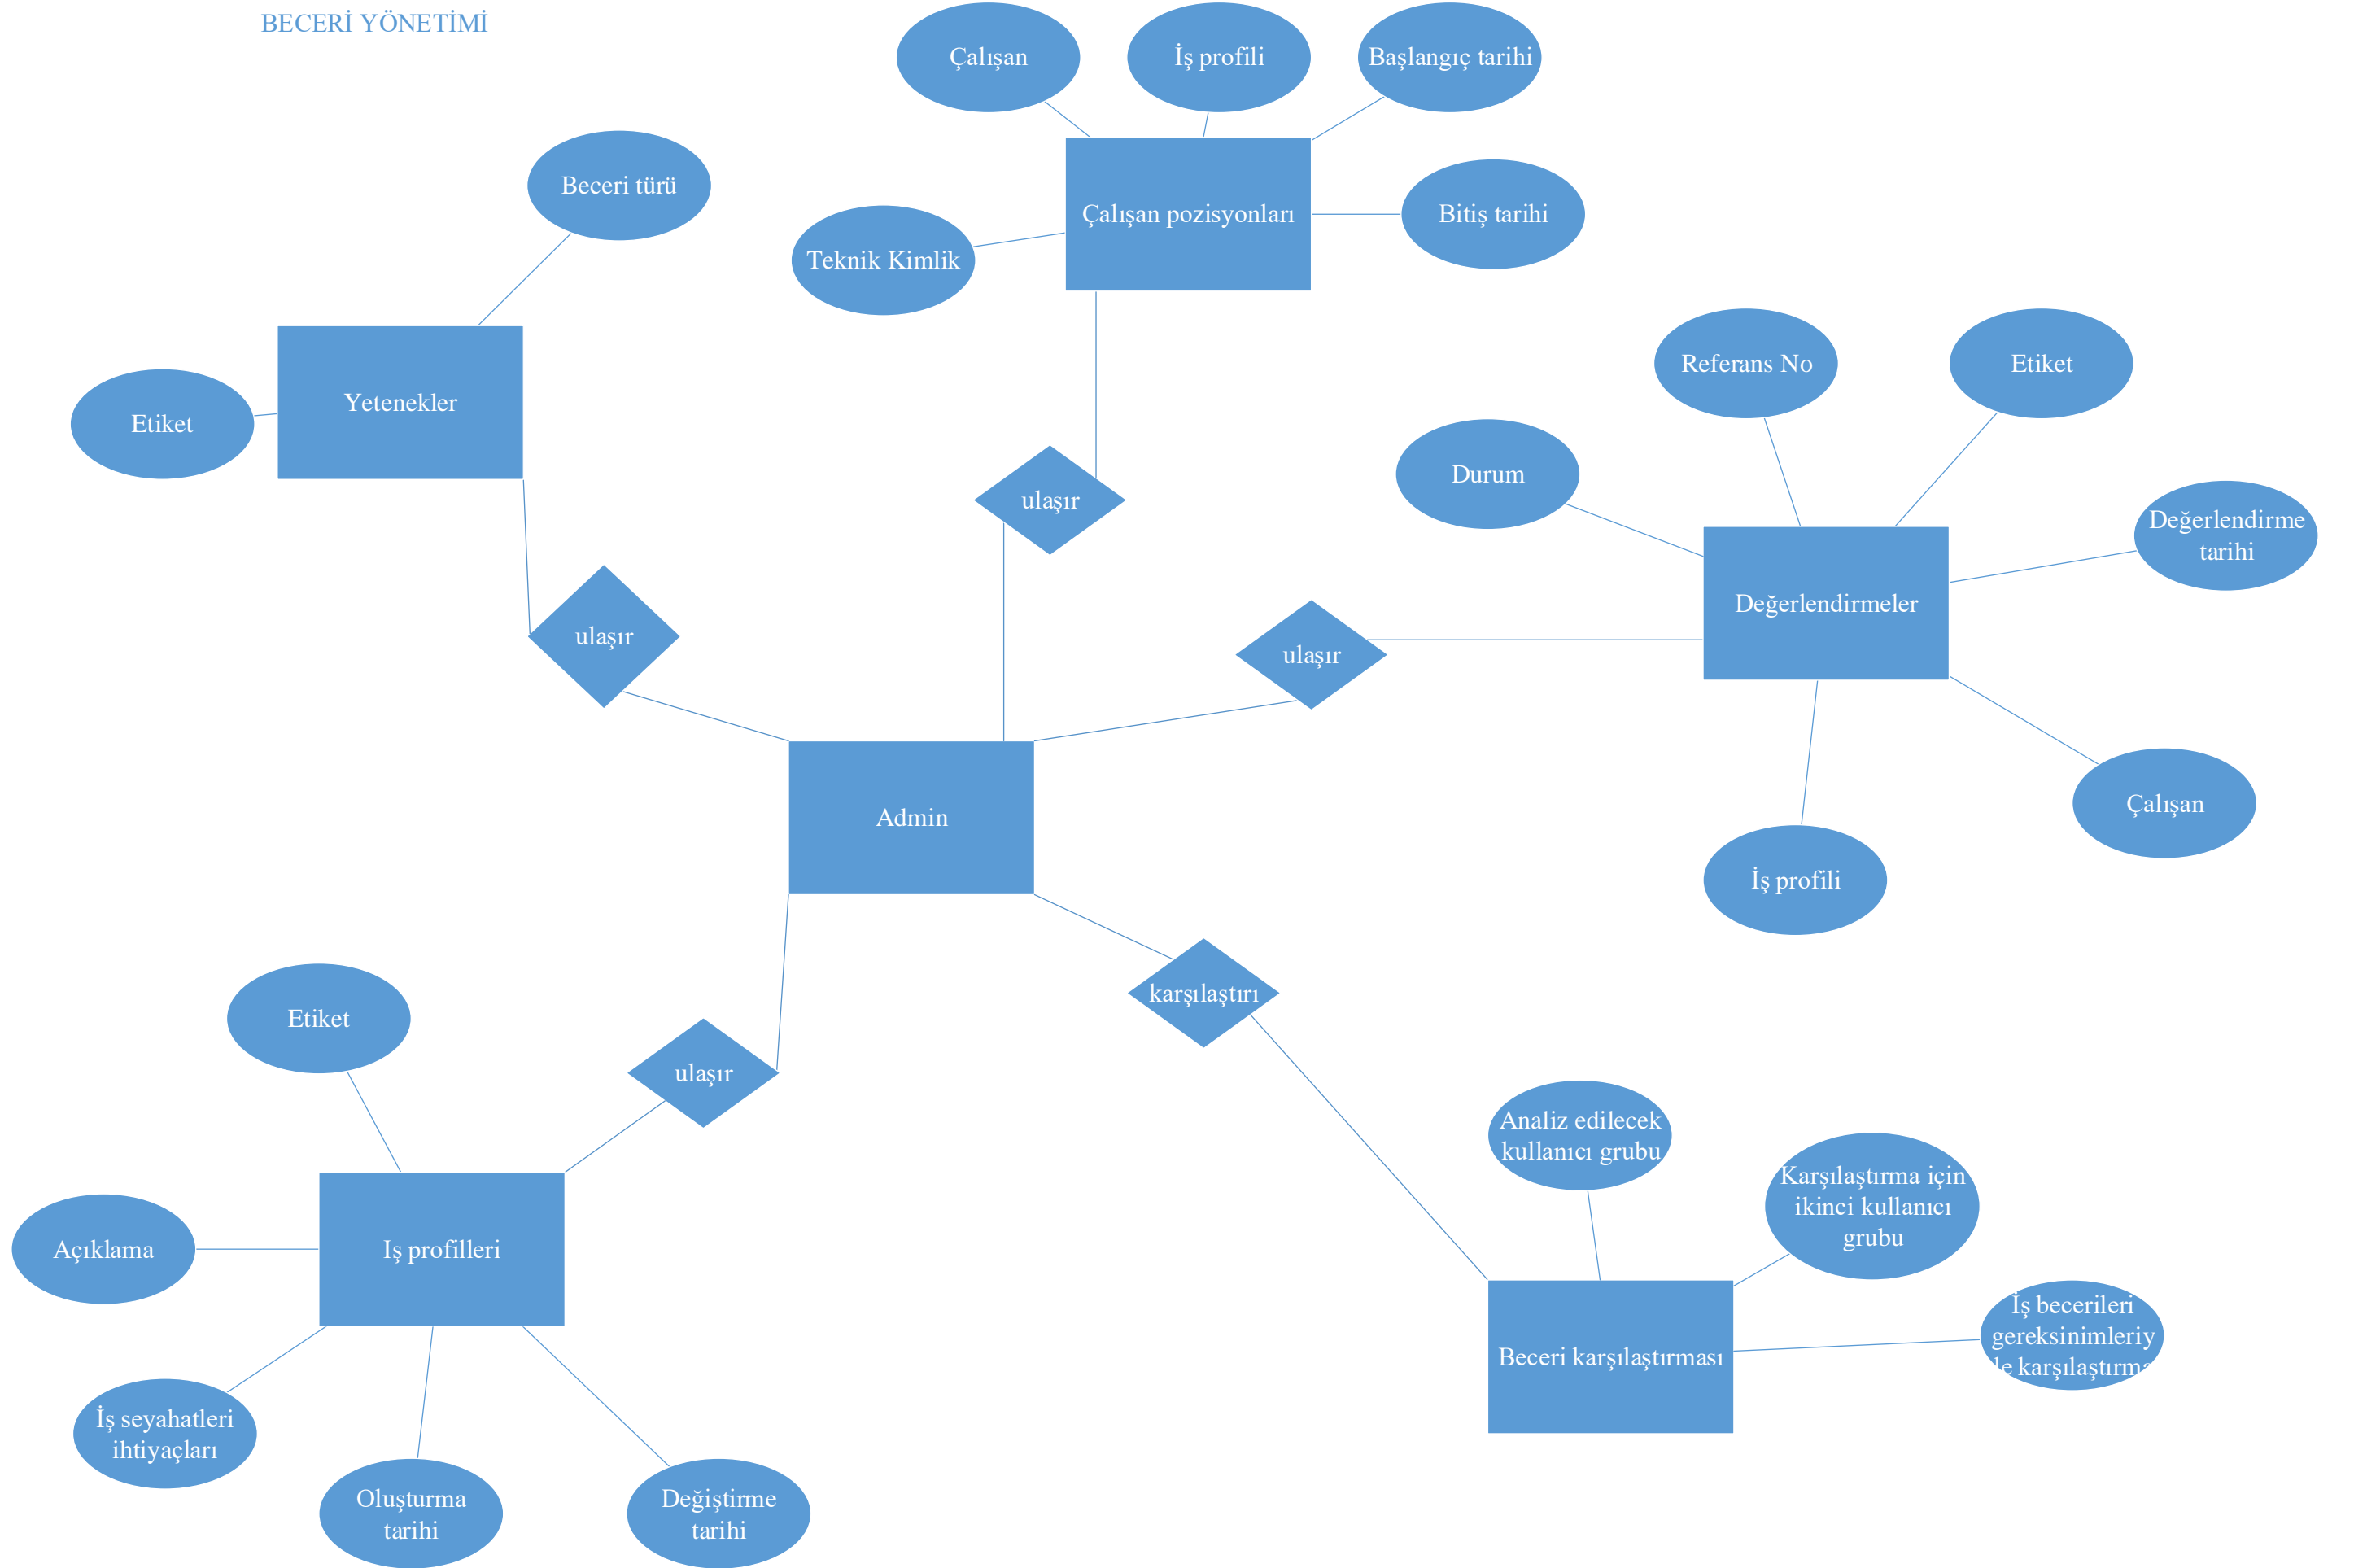 BECERİ YÖNETİMİ
Çalışan
İş profili
Başlangıç tarihi
Beceri türü
Çalışan pozisyonları
Bitiş tarihi
Teknik Kimlik
Referans No
Etiket
Yetenekler
Etiket
Durum
ulaşır
Değerlendirme
tarihi
Değerlendirmeler
ulaşır
ulaşır
Çalışan
Admin
İş profili
karşılaştırı
Etiket
ulaşır
Analiz edilecek
kullanıcı grubu
Karşılaştırma için
ikinci kullanıcı
grubu
Açıklama
Iş profilleri
İş becerileri
gereksinimleriy
le karşılaştırma
Beceri karşılaştırması
İş seyahatleri
ihtiyaçları
Oluşturma
tarihi
Değiştirme
tarihi